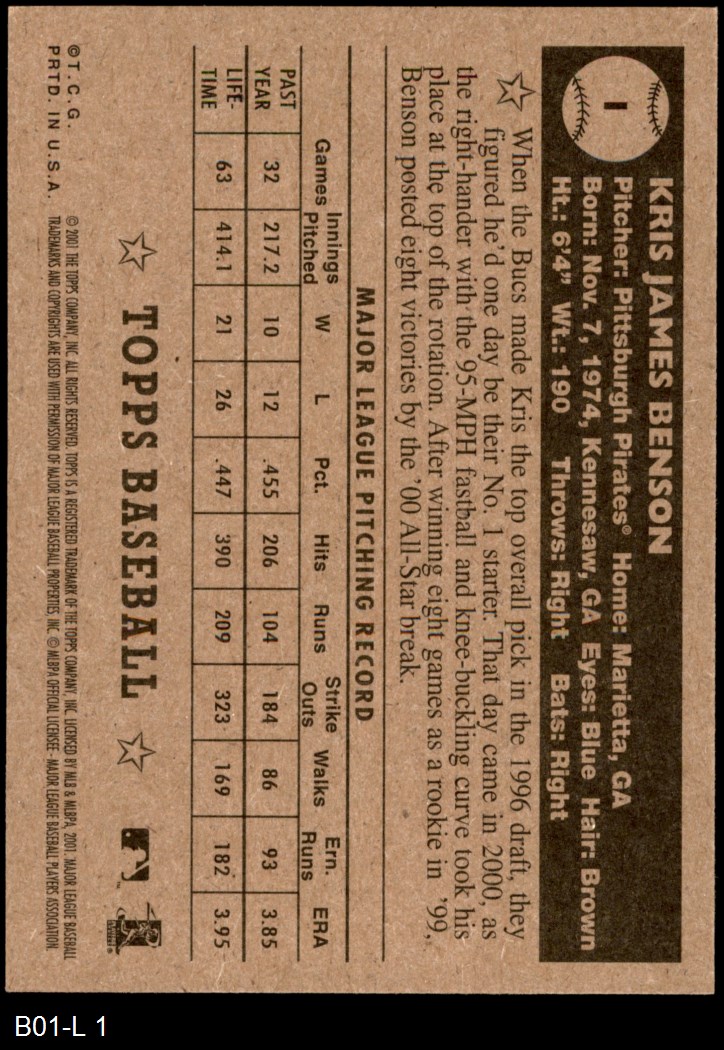 1
KRIS JAMES BENSON
Pitcher: Pittsburgh Pirates® Home: Marietta, GA
Born: Nov. 7, 1974, Kennesaw, GA Eyes: Blue Hair: Brown
Ht.: 6'4" Wt.: 190 Throws: Right Bats: Right
When the Bucs made Kris the top overall pick in the 1996 draft, they
figured he'd one day be their No. 1 starter. That day came in 2000, as
the right-hander with the 95-MPH fastball and knee-buckling curve took his
place at the top of the rotation. After winning eight games as a rookie in '99,
Benson posted eight victories by the '00 All-Star break.
MAJOR LEAGUE PITCHING RECORD
Games Innings Pitched W L Pct. Hits Runs Strike Outs Walks Ern. Runs ERA
PAST YEAR 32 217.2 10 12 .455 206 104 184 86 93 3.85
LIFE-TIME 63 414.1 21 26 .447 390 209 323 169 182 3.95
TOPPS BASEBALL
©T.C.G.
PRTD. IN U.S.A.
© 2001 THE TOPPS COMPANY, INC. ALL RIGHTS RESERVED. TOPPS IS A REGISTERED TRADEMARK OF THE TOPPS COMPANY, INC. LICENSED BY MLB & MLBPA, 2001. MAJOR LEAGUE BASEBALL
TRADEMARKS AND COPYRIGHTS ARE USED WITH PERMISSION OF MAJOR LEAGUE BASEBALL PROPERTIES, INC. © MLBPA OFFICIAL LICENSEE - MAJOR LEAGUE BASEBALL PLAYERS ASSOCIATION.
B01-L 1